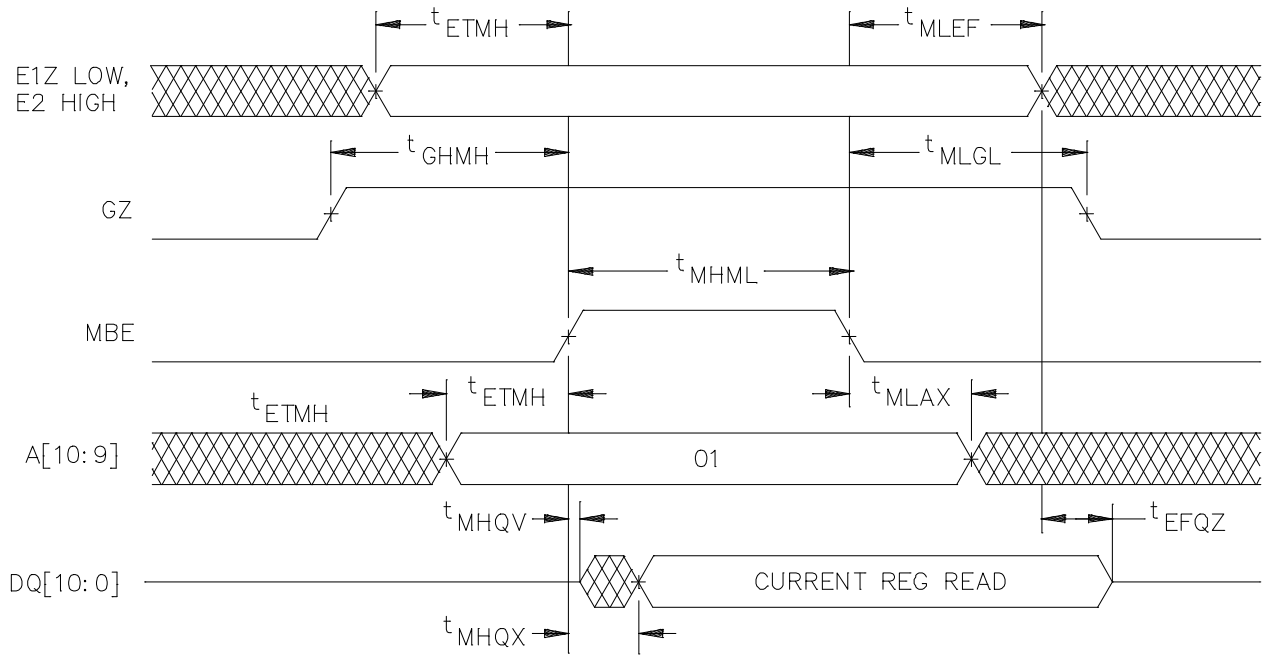 tETMH
tMLEF
E1Z LOW,
E2 HIGH
tGHMH
tMLGL
GZ
tMHML
MBE
tETMH
tETMH
tMLAX
A[10:9]
01
tMHQV
tEFQZ
DQ[10:0]
CURRENT REG READ
tMHQX